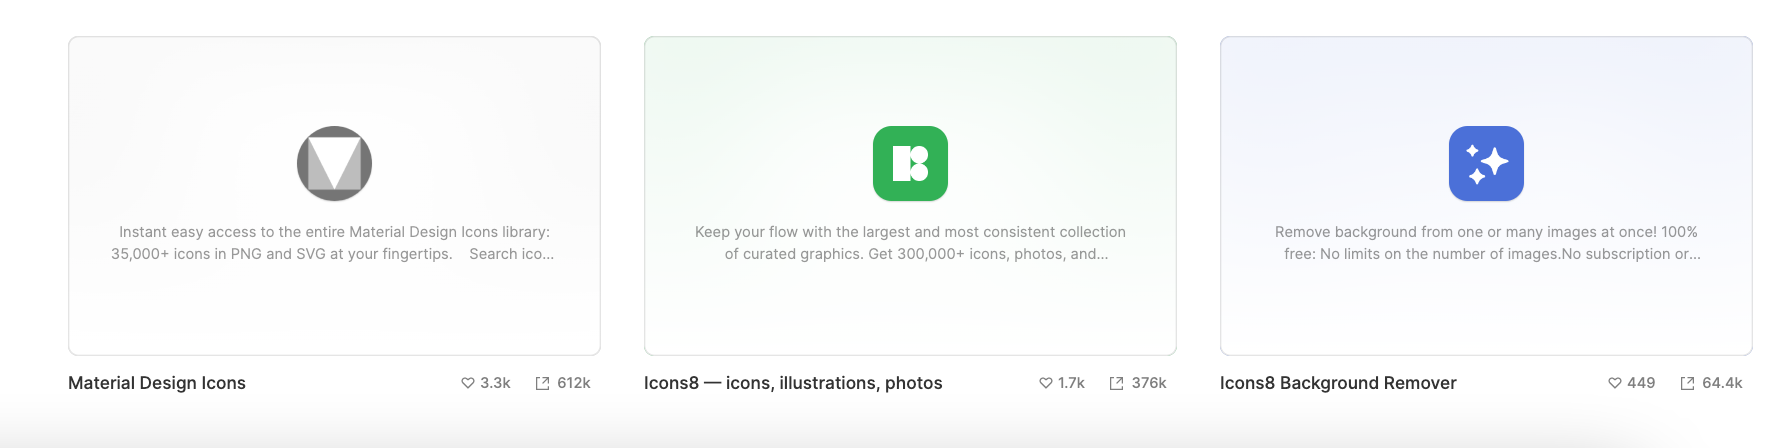 Instant easy access to the entire Material Design Icons library:
35,000+ icons in PNG and SVG at your fingertips.    Search ico...
Material Design Icons
3.3k
612k
Keep your flow with the largest and most consistent collection
of curated graphics. Get 300,000+ icons, photos, and...
Icons8 — icons, illustrations, photos
1.7k
376k
Remove background from one or many images at once! 100%
free: No limits on the number of images.No subscription or...
Icons8 Background Remover
449
64.4k